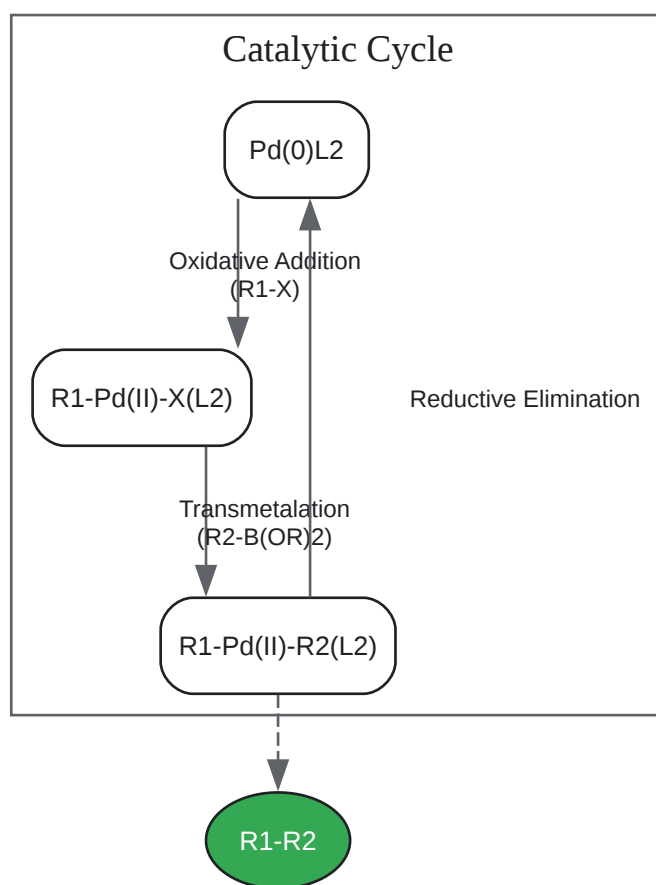 Catalytic Cycle
Pd(0)L2
Oxidative Addition
(R1-X)
R1-Pd(II)-X(L2)
Reductive Elimination
Transmetalation
(R2-B(OR)2)
R1-Pd(II)-R2(L2)
R1-R2